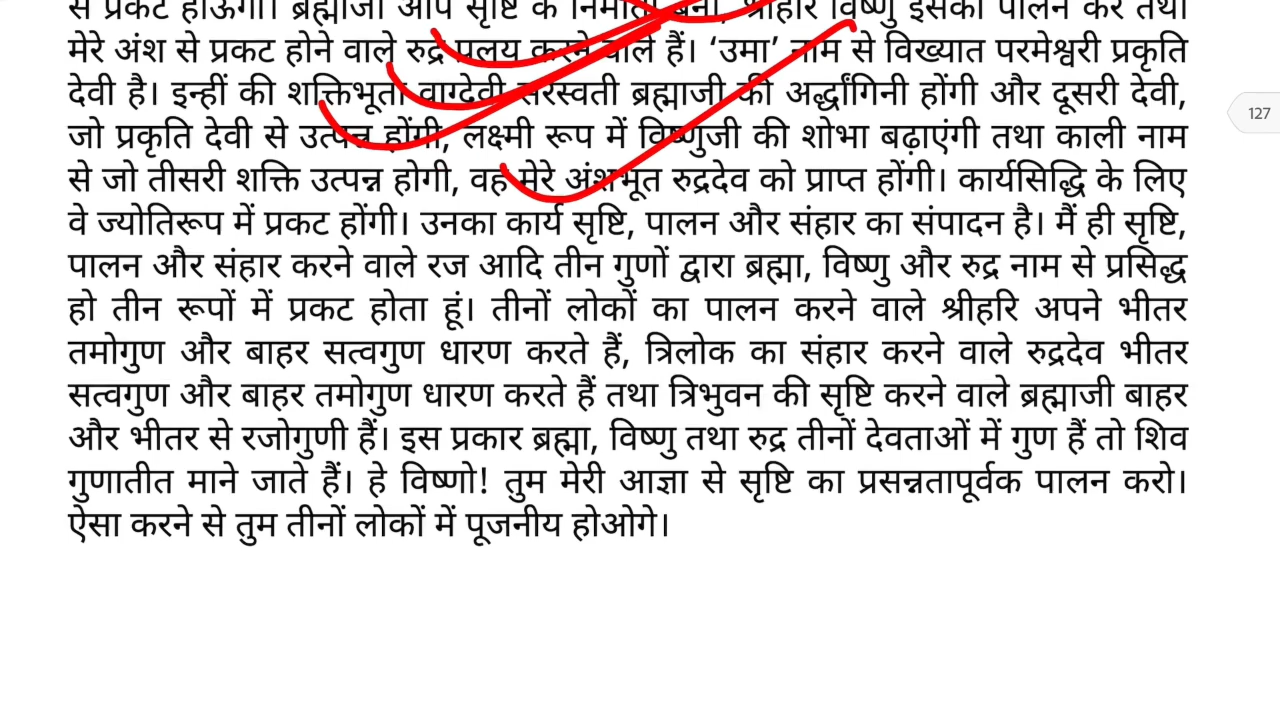 से प्रकट होऊंगा। ब्रह्माजी आप सृष्टि के निर्माता बनो, श्रीहरि विष्णु इसका पालन करें तथा
मेरे अंश से प्रकट होने वाले रुद्र प्रलय करने वाले हैं। ‘उमा’ नाम से विख्यात परमेश्वरी प्रकृति
देवी है। इन्हीं की शक्तिभूता वाग्देवी सरस्वती ब्रह्माजी की अर्द्धांगिनी होंगी और दूसरी देवी,
जो प्रकृति देवी से उत्पन्न होंगी, लक्ष्मी रूप में विष्णुजी की शोभा बढ़ाएंगी तथा काली नाम
से जो तीसरी शक्ति उत्पन्न होगी, वह मेरे अंशभूत रुद्रदेव को प्राप्त होंगी। कार्यसिद्धि के लिए
वे ज्योतिरूप में प्रकट होंगी। उनका कार्य सृष्टि, पालन और संहार का संपादन है। मैं ही सृष्टि,
पालन और संहार करने वाले रज आदि तीन गुणों द्वारा ब्रह्मा, विष्णु और रुद्र नाम से प्रसिद्ध
हो तीन रूपों में प्रकट होता हूं। तीनों लोकों का पालन करने वाले श्रीहरि अपने भीतर
तमोगुण और बाहर सत्वगुण धारण करते हैं, त्रिलोक का संहार करने वाले रुद्रदेव भीतर
सत्वगुण और बाहर तमोगुण धारण करते हैं तथा त्रिभुवन की सृष्टि करने वाले ब्रह्माजी बाहर
और भीतर से रजोगुणी हैं। इस प्रकार ब्रह्मा, विष्णु तथा रुद्र तीनों देवताओं में गुण हैं तो शिव
गुणातीत माने जाते हैं। हे विष्णो! तुम मेरी आज्ञा से सृष्टि का प्रसन्नतापूर्वक पालन करो।
ऐसा करने से तुम तीनों लोकों में पूजनीय होओगे।
127